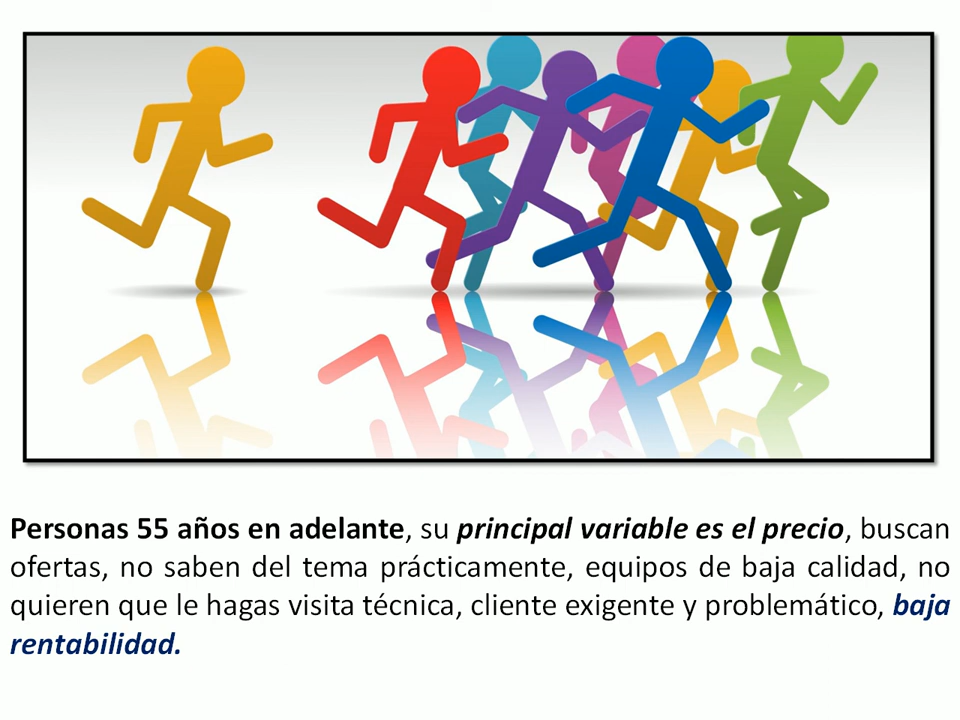 Personas 55 años en adelante, su principal variable es el precio, buscan
ofertas, no saben del tema prácticamente, equipos de baja calidad, no
quieren que le hagas visita técnica, cliente exigente y problemático, baja
rentabilidad.